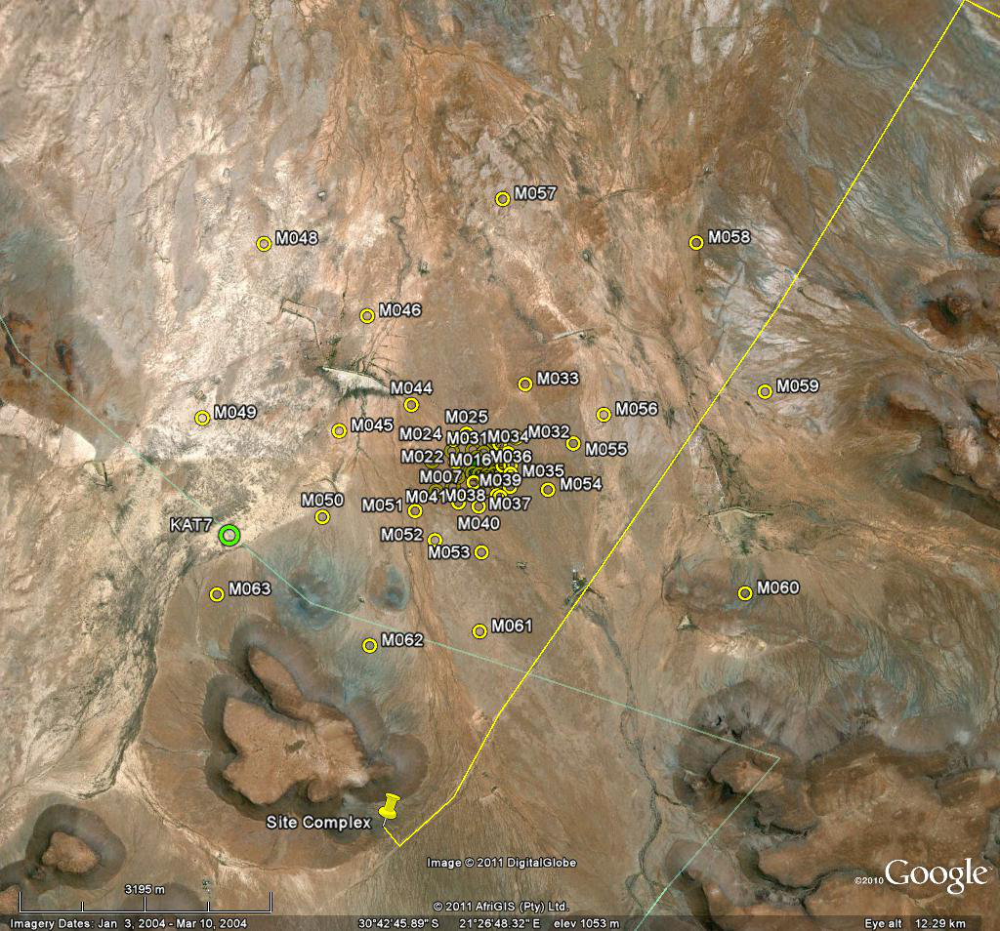 M057
M048
M058
M046
M033
M059
M044
M049
M045
M025
M056
M024
M031
M034
M032
M055
M022
M016
M036
M035
M007
M039
M054
M050
M051
M041
M038
M037
KAT7
M052
M040
M053
M063
M060
M061
M062
Site Complex
Image © 2011 DigitalGlobe
©2010 Google™
3195 m
© 2011 AfriGIS (Pty) Ltd.
Imagery Dates: Jan 3, 2004 - Mar 10, 2004 30°42'45.89" S 21°26'48.32" E elev 1053 m Eye alt 12.29 km